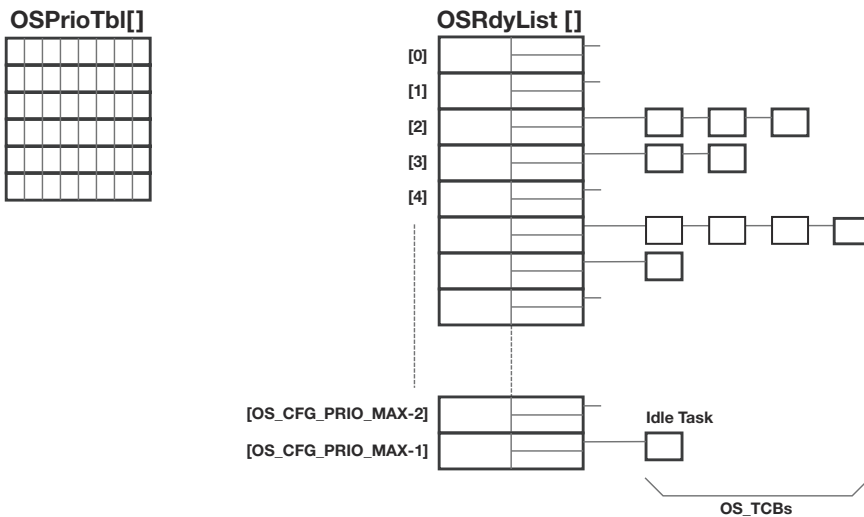 OSPrioTbl[]
OSRdyList []
[0]
[1]
[2]
[3]
[4]
[OS_CFG_PRIO_MAX-2]
Idle Task
[OS_CFG_PRIO_MAX-1]
OS_TCBs